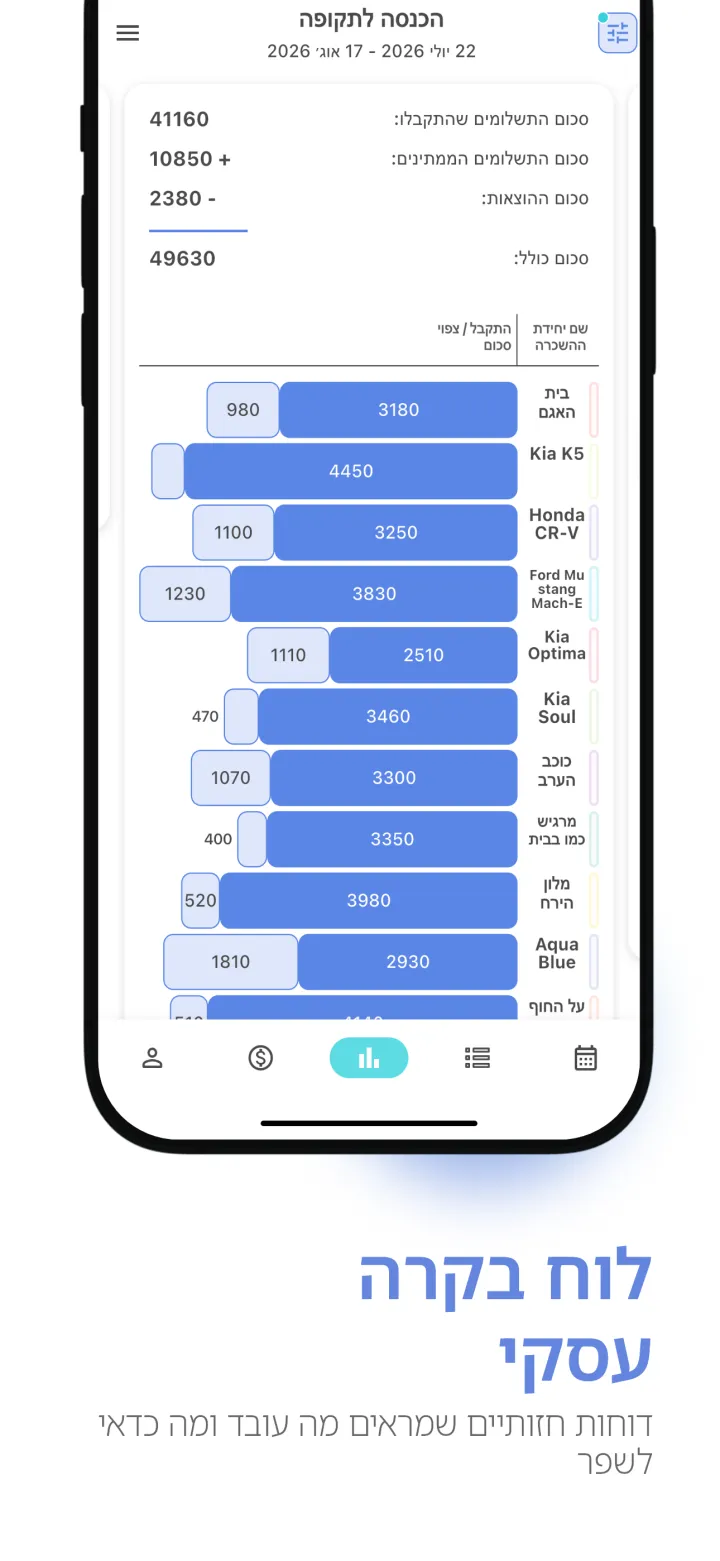 הכנסה לתקופה
22 יולי 2026 - 17 אוג׳ 2026
סכום התשלומים שהתקבלו: 41160
סכום התשלומים הממתינים: 10850 +
סכום ההוצאות: 2380 -
סכום כולל: 49630
שם יחידת
ההשכרה
התקבל / צפוי
סכום
בית
האגם
3180 980
Kia K5
4450
Honda
CR-V
3250 1100
Ford Mu
stang
Mach-E
3830 1230
Kia
Optima
2510 1110
Kia
Soul
3460 470
כוכב
הערב
3300 1070
מרגיש
כמו בבית
3350 400
מלון
הירח
3980 520
Aqua
Blue
2930 1810
על החוף
לוח בקרה
עסקי
דוחות חזותיים שמראים מה עובד ומה כדאי
לשפר